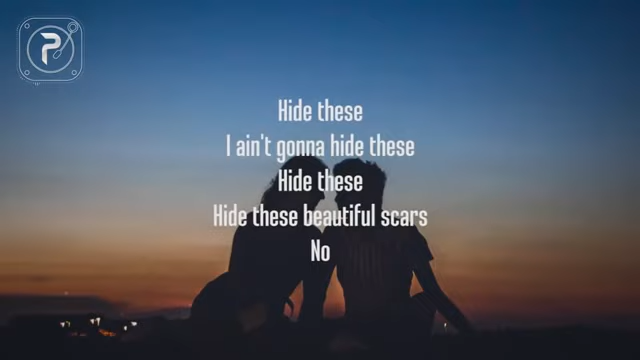 Hide these
I ain't gonna hide these
Hide these
Hide these beautiful scars
No